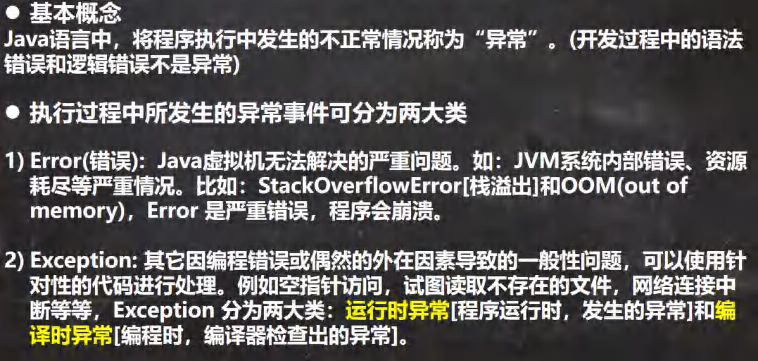 ● 基本概念
Java语言中，将程序执行中发生的不正常情况称为“异常”。(开发过程中的语法
错误和逻辑错误不是异常)
● 执行过程中所发生的异常事件可分为两大类
1) Error(错误)：Java虚拟机无法解决的严重问题。如：JVM系统内部错误、资源
耗尽等严重情况。比如：StackOverflowError[栈溢出]和OOM(out of
memory)，Error 是严重错误，程序会崩溃。
2) Exception: 其它因编程错误或偶然的外在因素导致的一般性问题，可以使用针
对性的代码进行处理。例如空指针访问，试图读取不存在的文件，网络连接中
断等等，Exception 分为两大类：运行时异常[程序运行时，发生的异常]和编
译时异常[编程时，编译器检查出的异常]。